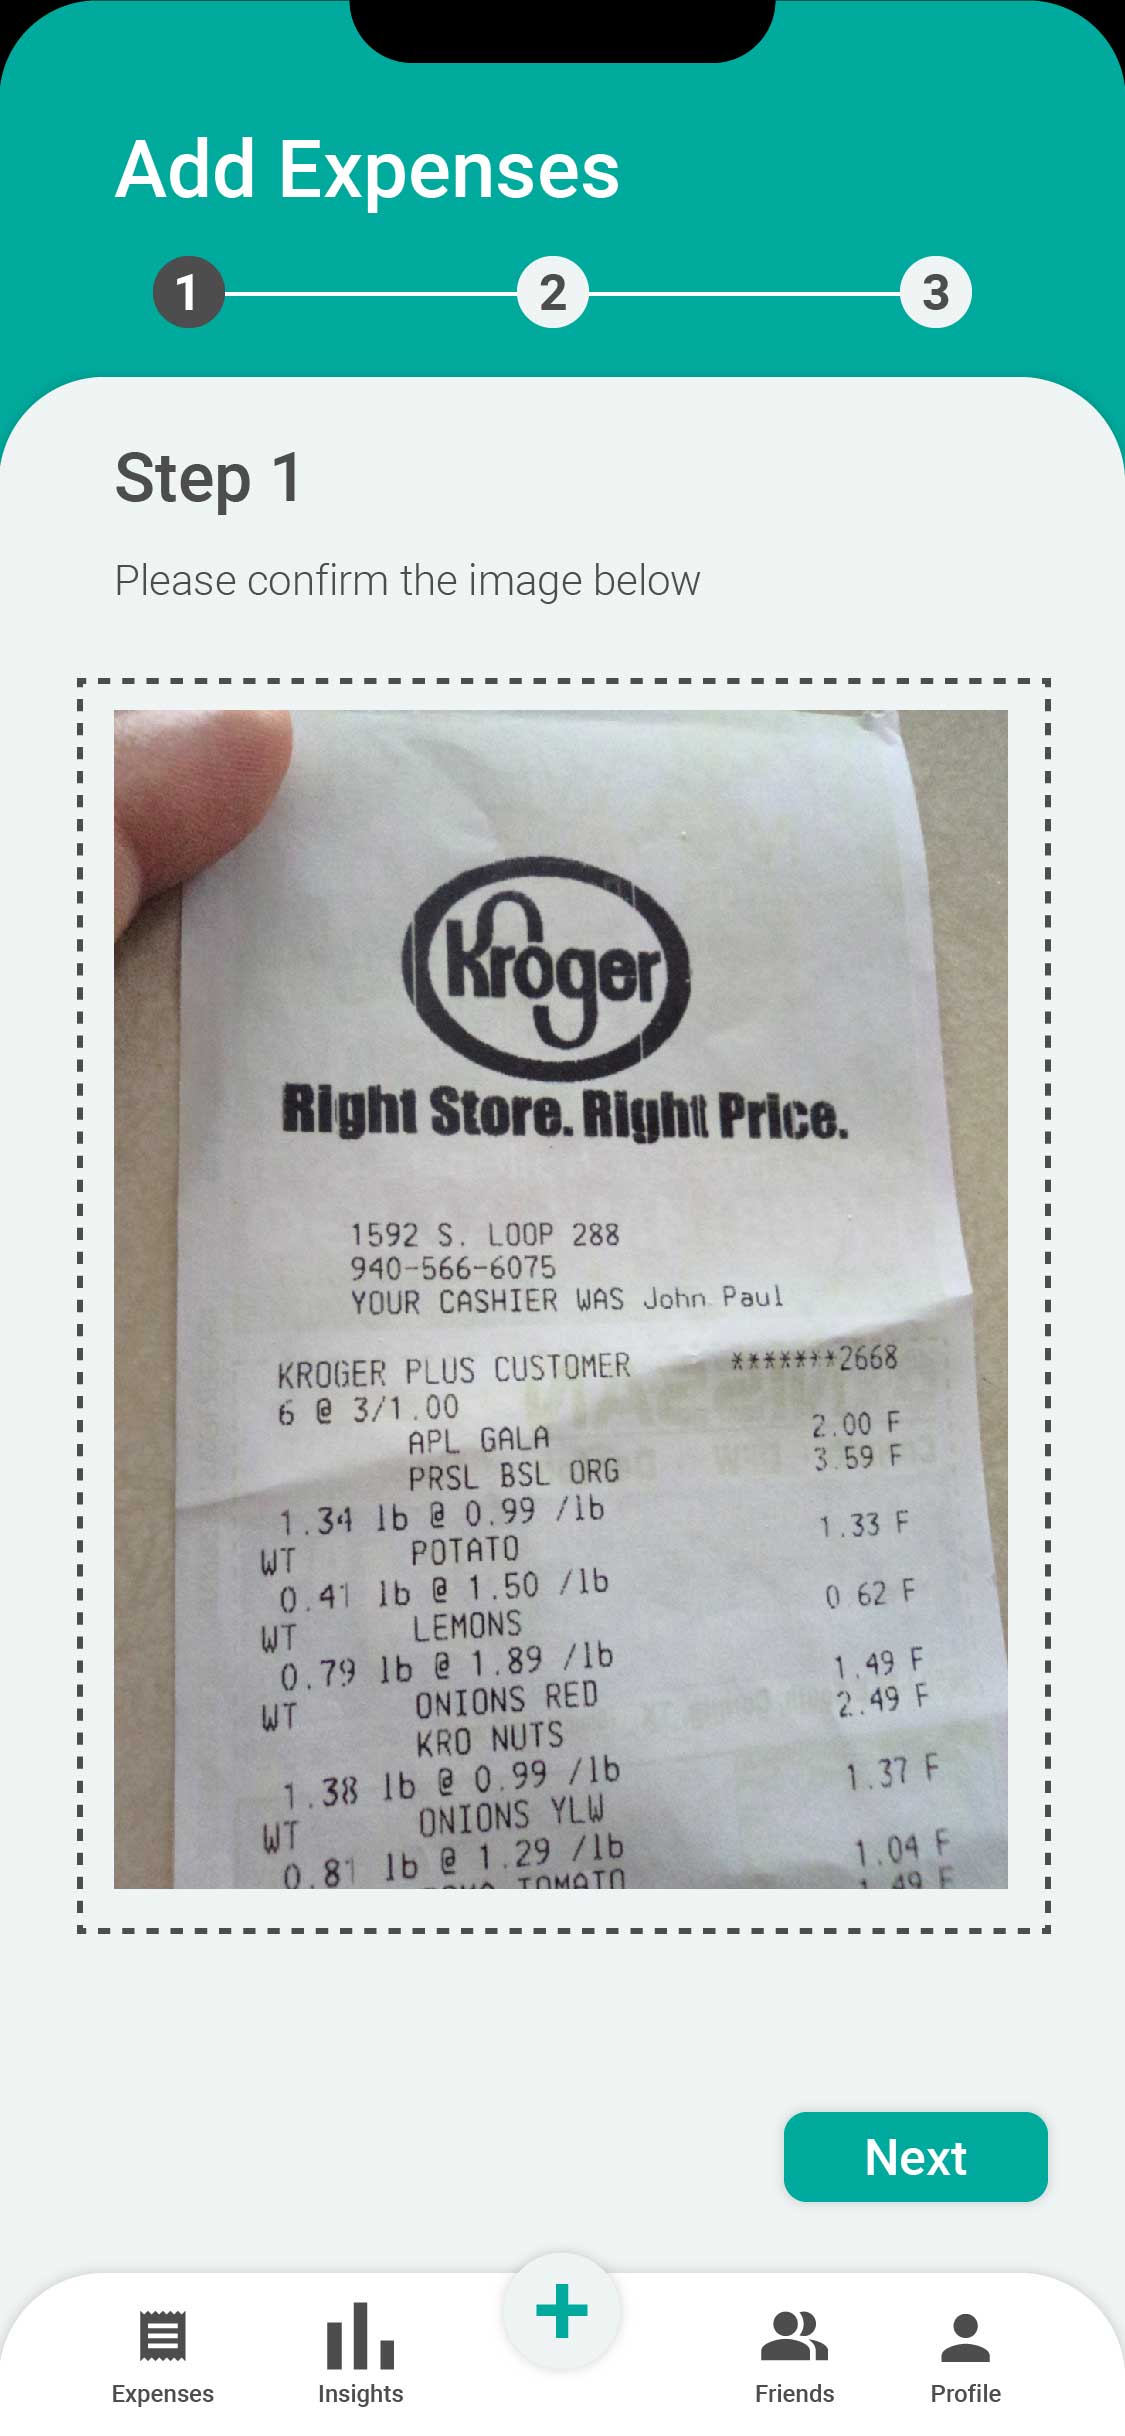 Add Expenses
1 2 3
Step 1
Please confirm the image below
Kroger
Right Store. Right Price.
1592 S. LOOP 288
940-566-6075
YOUR CASHIER WAS John Paul
KROGER PLUS CUSTOMER *******2668
6 @ 3/1.00
APL GALA 2.00 F
PRSL BSL ORG 3.59 F
1.34 lb @ 0.99 /lb
WT POTATO 1.33 F
0.41 lb @ 1.50 /lb
WT LEMONS 0.62 F
0.79 lb @ 1.89 /lb
WT ONIONS RED 1.49 F
KRO NUTS 2.49 F
1.38 lb @ 0.99 /lb
WT ONIONS YLW 1.37 F
0.81 lb @ 1.29 /lb
TOMATO 1.04 F
1.49 F
Next
Expenses Insights + Friends Profile